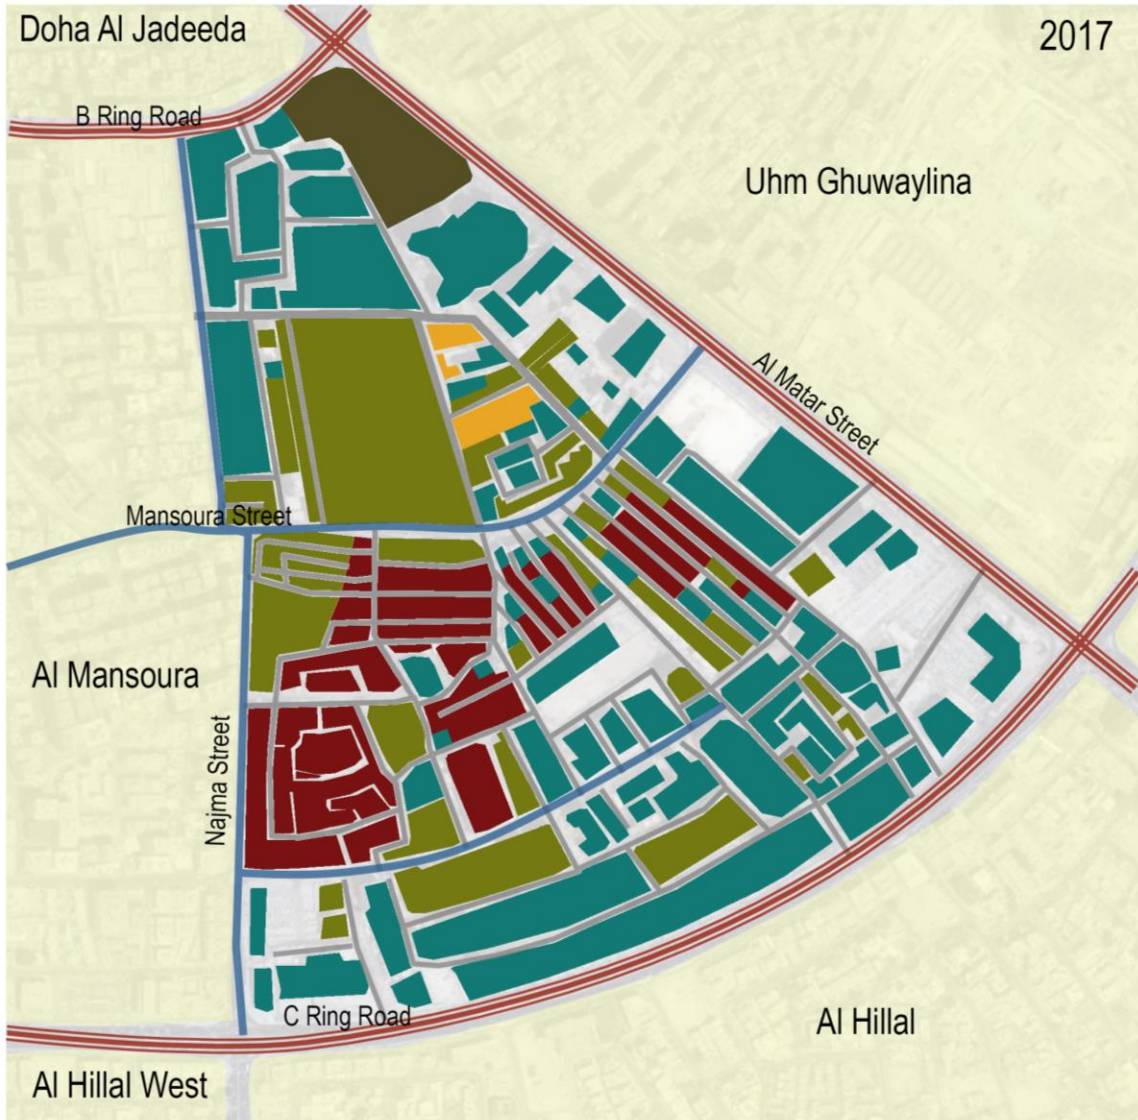 Doha Al Jadeeda
2017
B Ring Road
Uhm Ghuwaylina
Al Matar Street
Mansoura Street
Al Mansoura
Najma Street
C Ring Road
Al Hillal
Al Hillal West